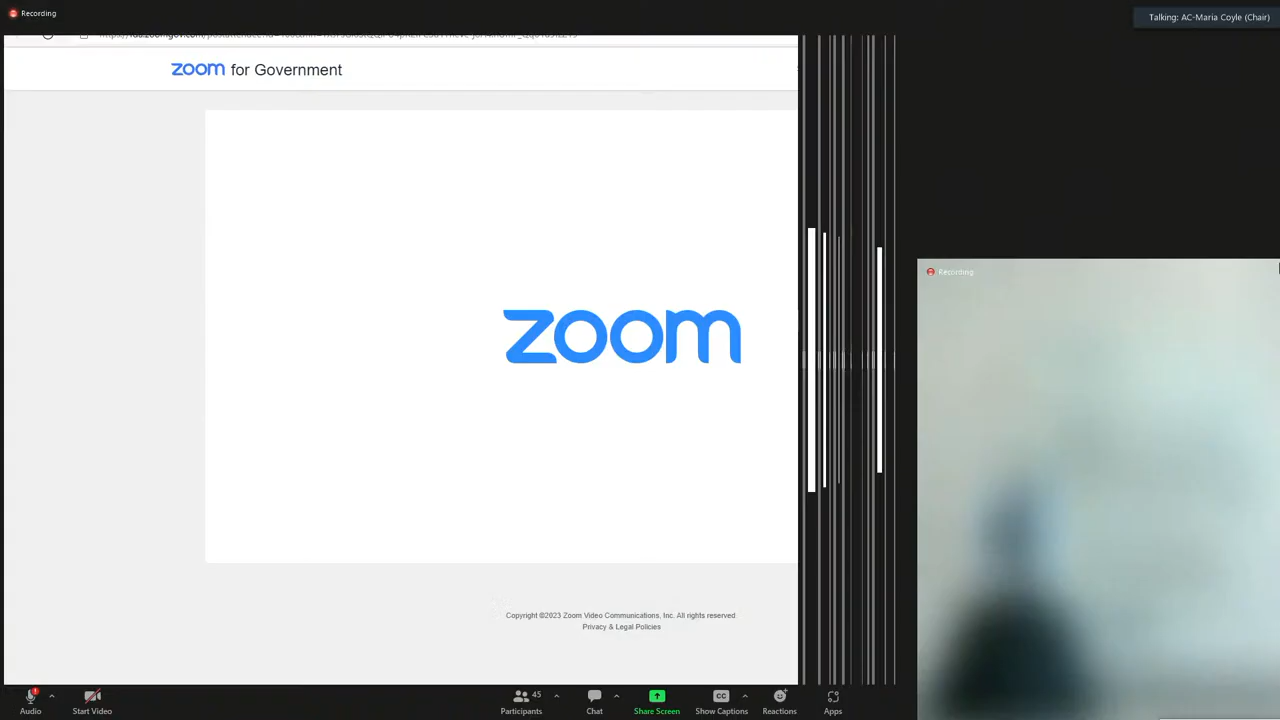 Recording
Talking: AC-Maria Coyle (Chair)
zoom for Government
zoom
Recording
Copyright ©2023 Zoom Video Communications, Inc. All rights reserved
Privacy & Legal Policies
45
Audio
Start Video
Participants
Chat
Share Screen
CC
Show Captions
Reactions
Apps